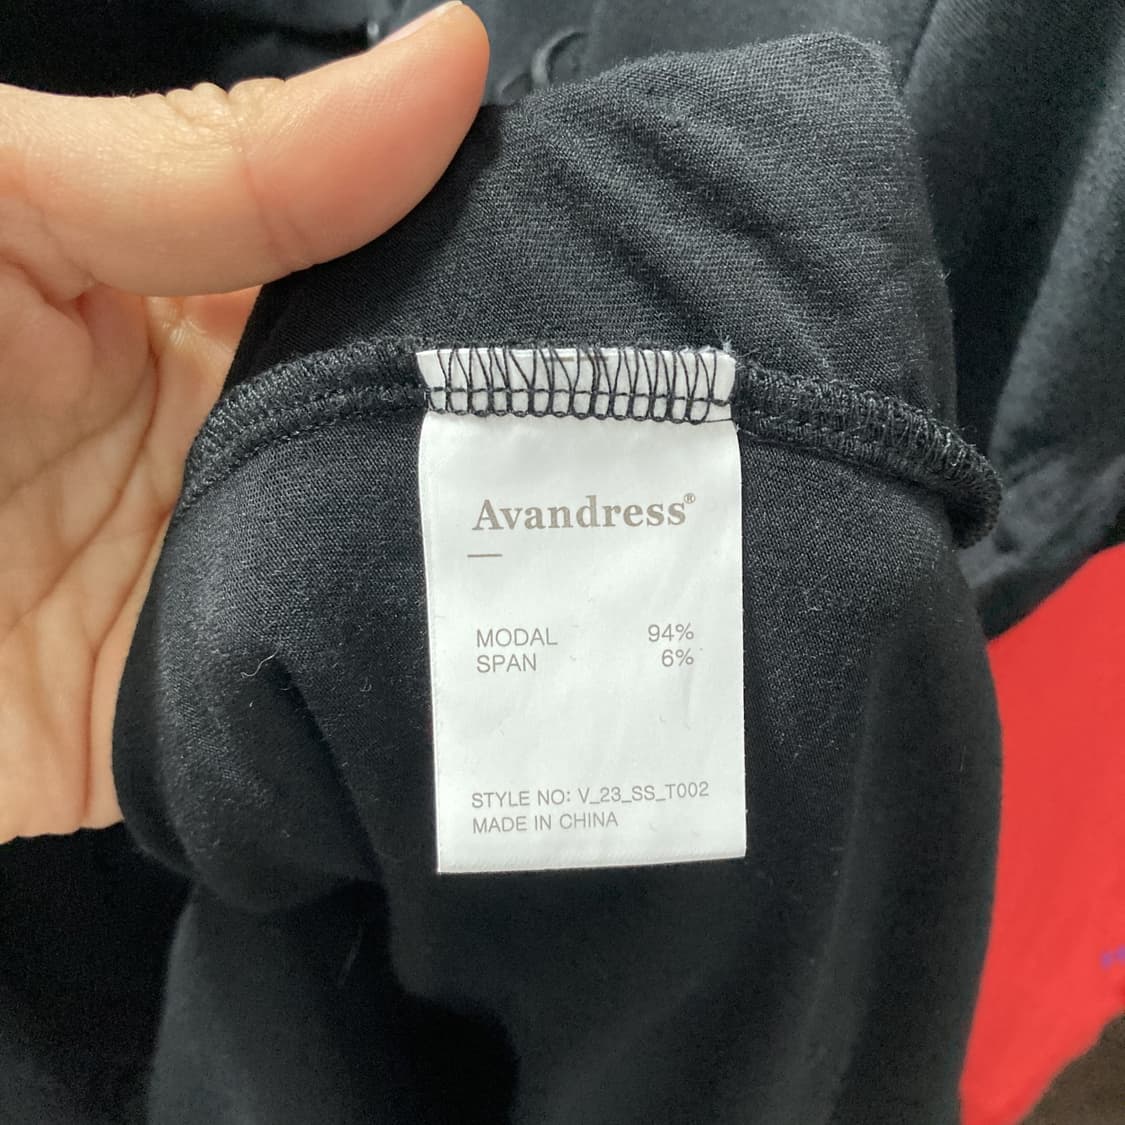 Avandress®
MODAL 94%
SPAN 6%
STYLE NO: V_23_SS_T002
MADE IN CHINA